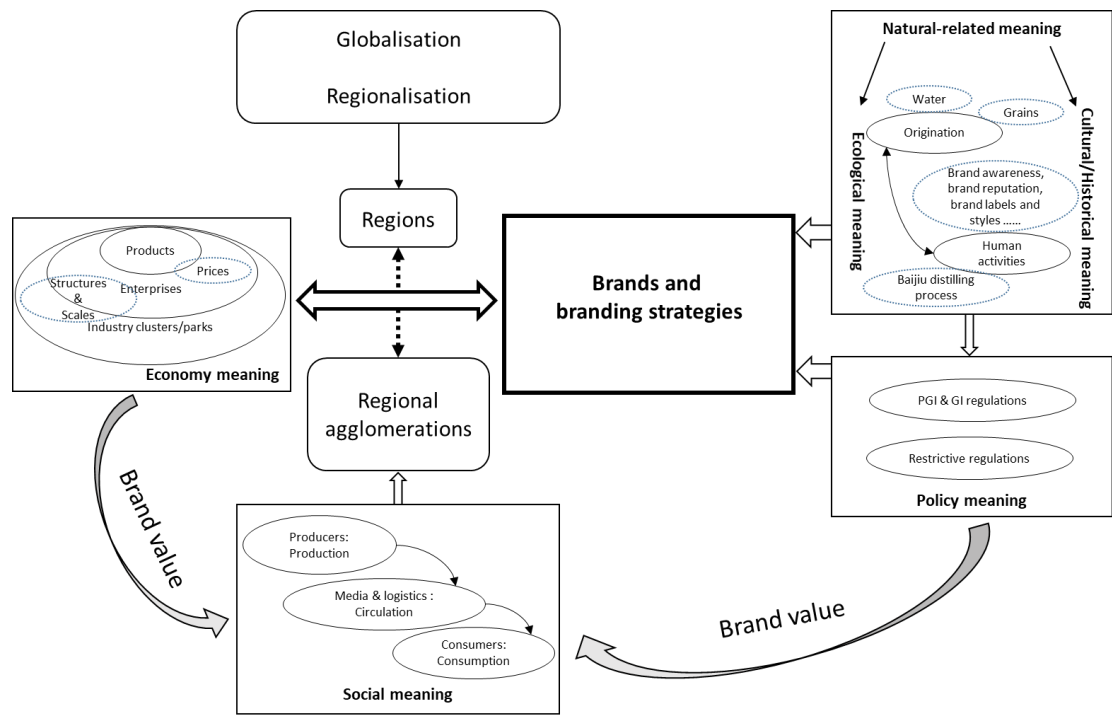 Globalisation
Regionalisation
Regions
Regional
agglomerations
Brands and
branding strategies
Products
Prices
Structures
&
Scales
Enterprises
Industry clusters/parks
Economy meaning
Natural-related meaning
Water
Grains
Origination
Ecological meaning
Cultural/Historical meaning
Brand awareness,
brand reputation,
brand labels and
styles ……
Human
activities
Baijiu distilling
process
PGI & GI regulations
Restrictive regulations
Policy meaning
Brand value
Producers:
Production
Media & logistics :
Circulation
Consumers:
Consumption
Social meaning
Brand value